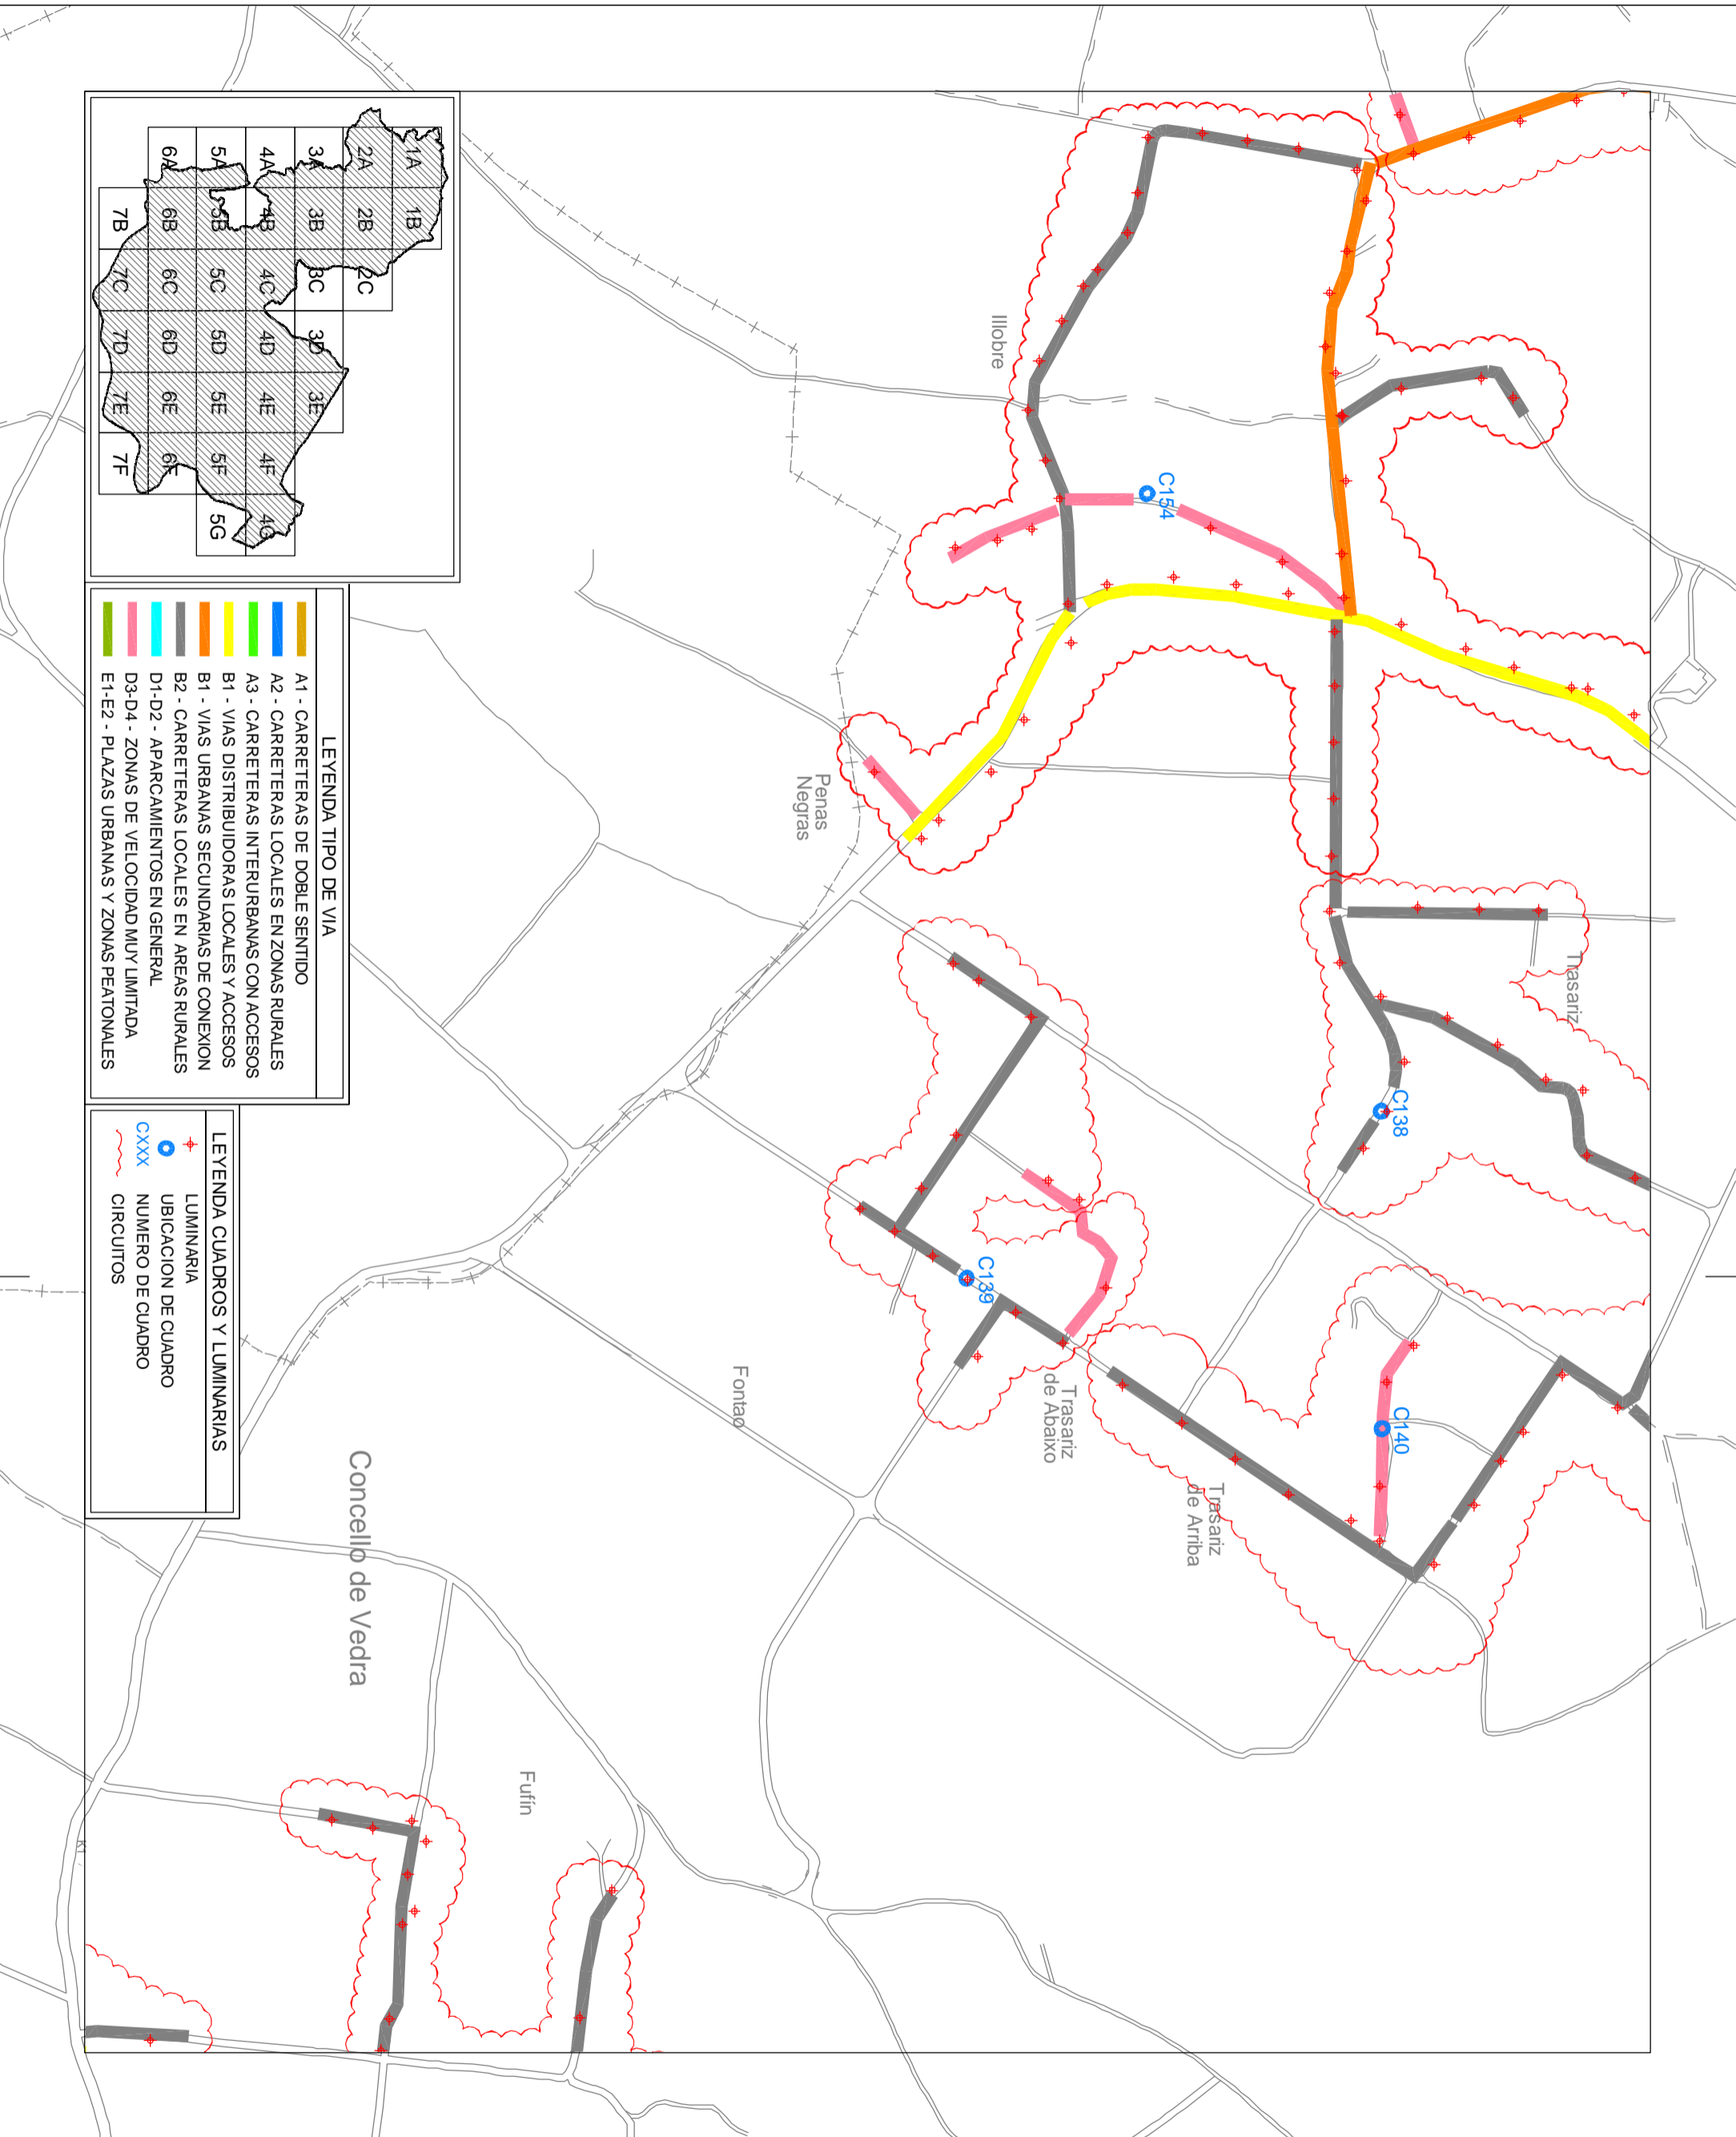 Trasariz
C138
C140
Trasariz
de Arriba
C154
Trasariz
de Abaixo
Illobre
C139
Penas
Negras
Fontao
Fufín
Concello de Vedra
1A 1B
2A 2B 2C
3A 3B 3C 3D 3E
4A 4B 4C 4D 4E 4F 4G
5A 5B 5C 5D 5E 5F 5G
6A 6B 6C 6D 6E 6F
7B 7C 7D 7E 7F
LEYENDA TIPO DE VIA
A1 - CARRETERAS DE DOBLE SENTIDO
A2 - CARRETERAS LOCALES EN ZONAS RURALES
A3 - CARRETERAS INTERURBANAS CON ACCESOS
B1 - VIAS DISTRIBUIDORAS LOCALES Y ACCESOS
B1 - VIAS URBANAS SECUNDARIAS DE CONEXION
B2 - CARRETERAS LOCALES EN AREAS RURALES
D1-D2 - APARCAMIENTOS EN GENERAL
D3-D4 - ZONAS DE VELOCIDAD MUY LIMITADA
E1-E2 - PLAZAS URBANAS Y ZONAS PEATONALES
LEYENDA CUADROS Y LUMINARIAS
LUMINARIA
UBICACION DE CUADRO
CXXX NUMERO DE CUADRO
CIRCUITOS